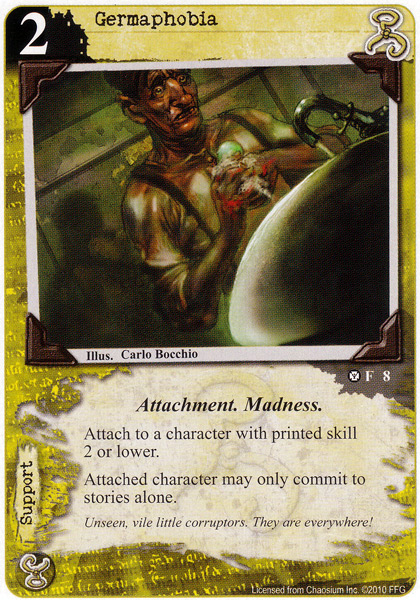 2
Germaphobia
Illus. Carlo Bocchio
F 8
Attachment. Madness.
Attach to a character with printed skill
2 or lower.
Attached character may only commit to
stories alone.
Unseen, vile little corruptors. They are everywhere!
Support
Licensed from Chaosium Inc. ©2010 FFG